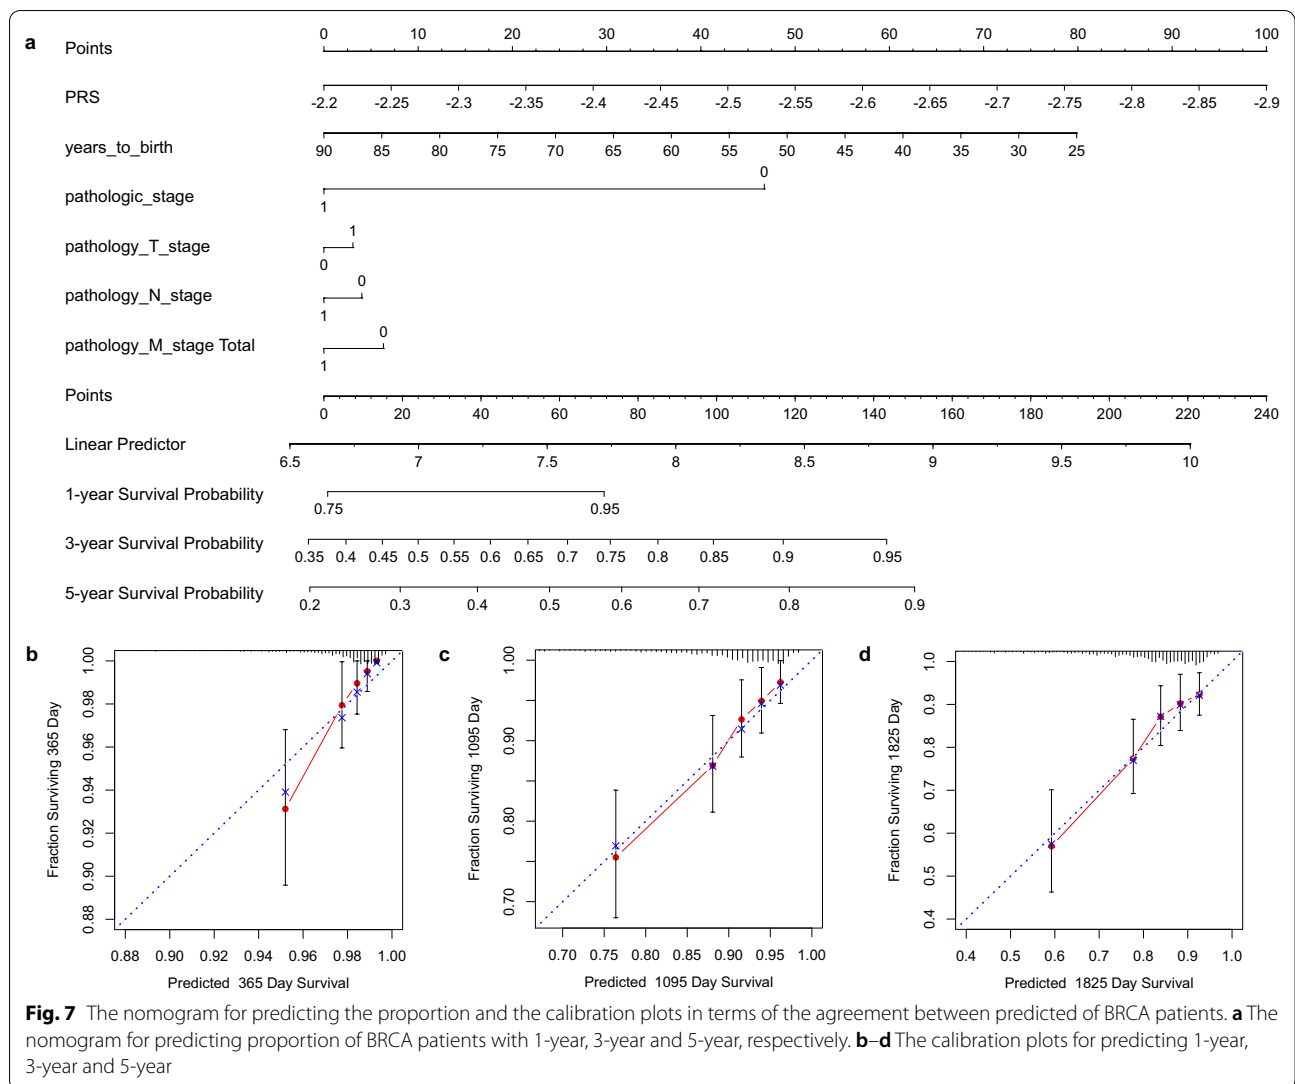 a
Points
0 10 20 30 40 50 60 70 80 90 100
PRS
-2.2 -2.25 -2.3 -2.35 -2.4 -2.45 -2.5 -2.55 -2.6 -2.65 -2.7 -2.75 -2.8 -2.85 -2.9
years_to_birth
90 85 80 75 70 65 60 55 50 45 40 35 30 25
0
pathologic_stage
1
1
pathology_T_stage
0
0
pathology_N_stage
1
0
pathology_M_stage Total
1
Points
0 20 40 60 80 100 120 140 160 180 200 220 240
Linear Predictor
6.5 7 7.5 8 8.5 9 9.5 10
1-year Survival Probability
0.75 0.95
3-year Survival Probability
0.35 0.4 0.45 0.5 0.55 0.6 0.65 0.7 0.75 0.8 0.85 0.9 0.95
5-year Survival Probability
0.2 0.3 0.4 0.5 0.6 0.7 0.8 0.9
b
Fraction Surviving 365 Day
1.00
0.98
0.96
0.94
0.92
0.90
0.88
0.88 0.90 0.92 0.94 0.96 0.98 1.00
Predicted 365 Day Survival
c
Fraction Surviving 1095 Day
1.00
0.90
0.80
0.70
0.70 0.75 0.80 0.85 0.90 0.95 1.00
Predicted 1095 Day Survival
d
Fraction Surviving 1825 Day
1.0
0.9
0.8
0.7
0.6
0.5
0.4
0.4 0.5 0.6 0.7 0.8 0.9 1.0
Predicted 1825 Day Survival
Fig. 7 The nomogram for predicting the proportion and the calibration plots in terms of the agreement between predicted of BRCA patients. a The
nomogram for predicting proportion of BRCA patients with 1-year, 3-year and 5-year, respectively. b–d The calibration plots for predicting 1-year,
3-year and 5-year